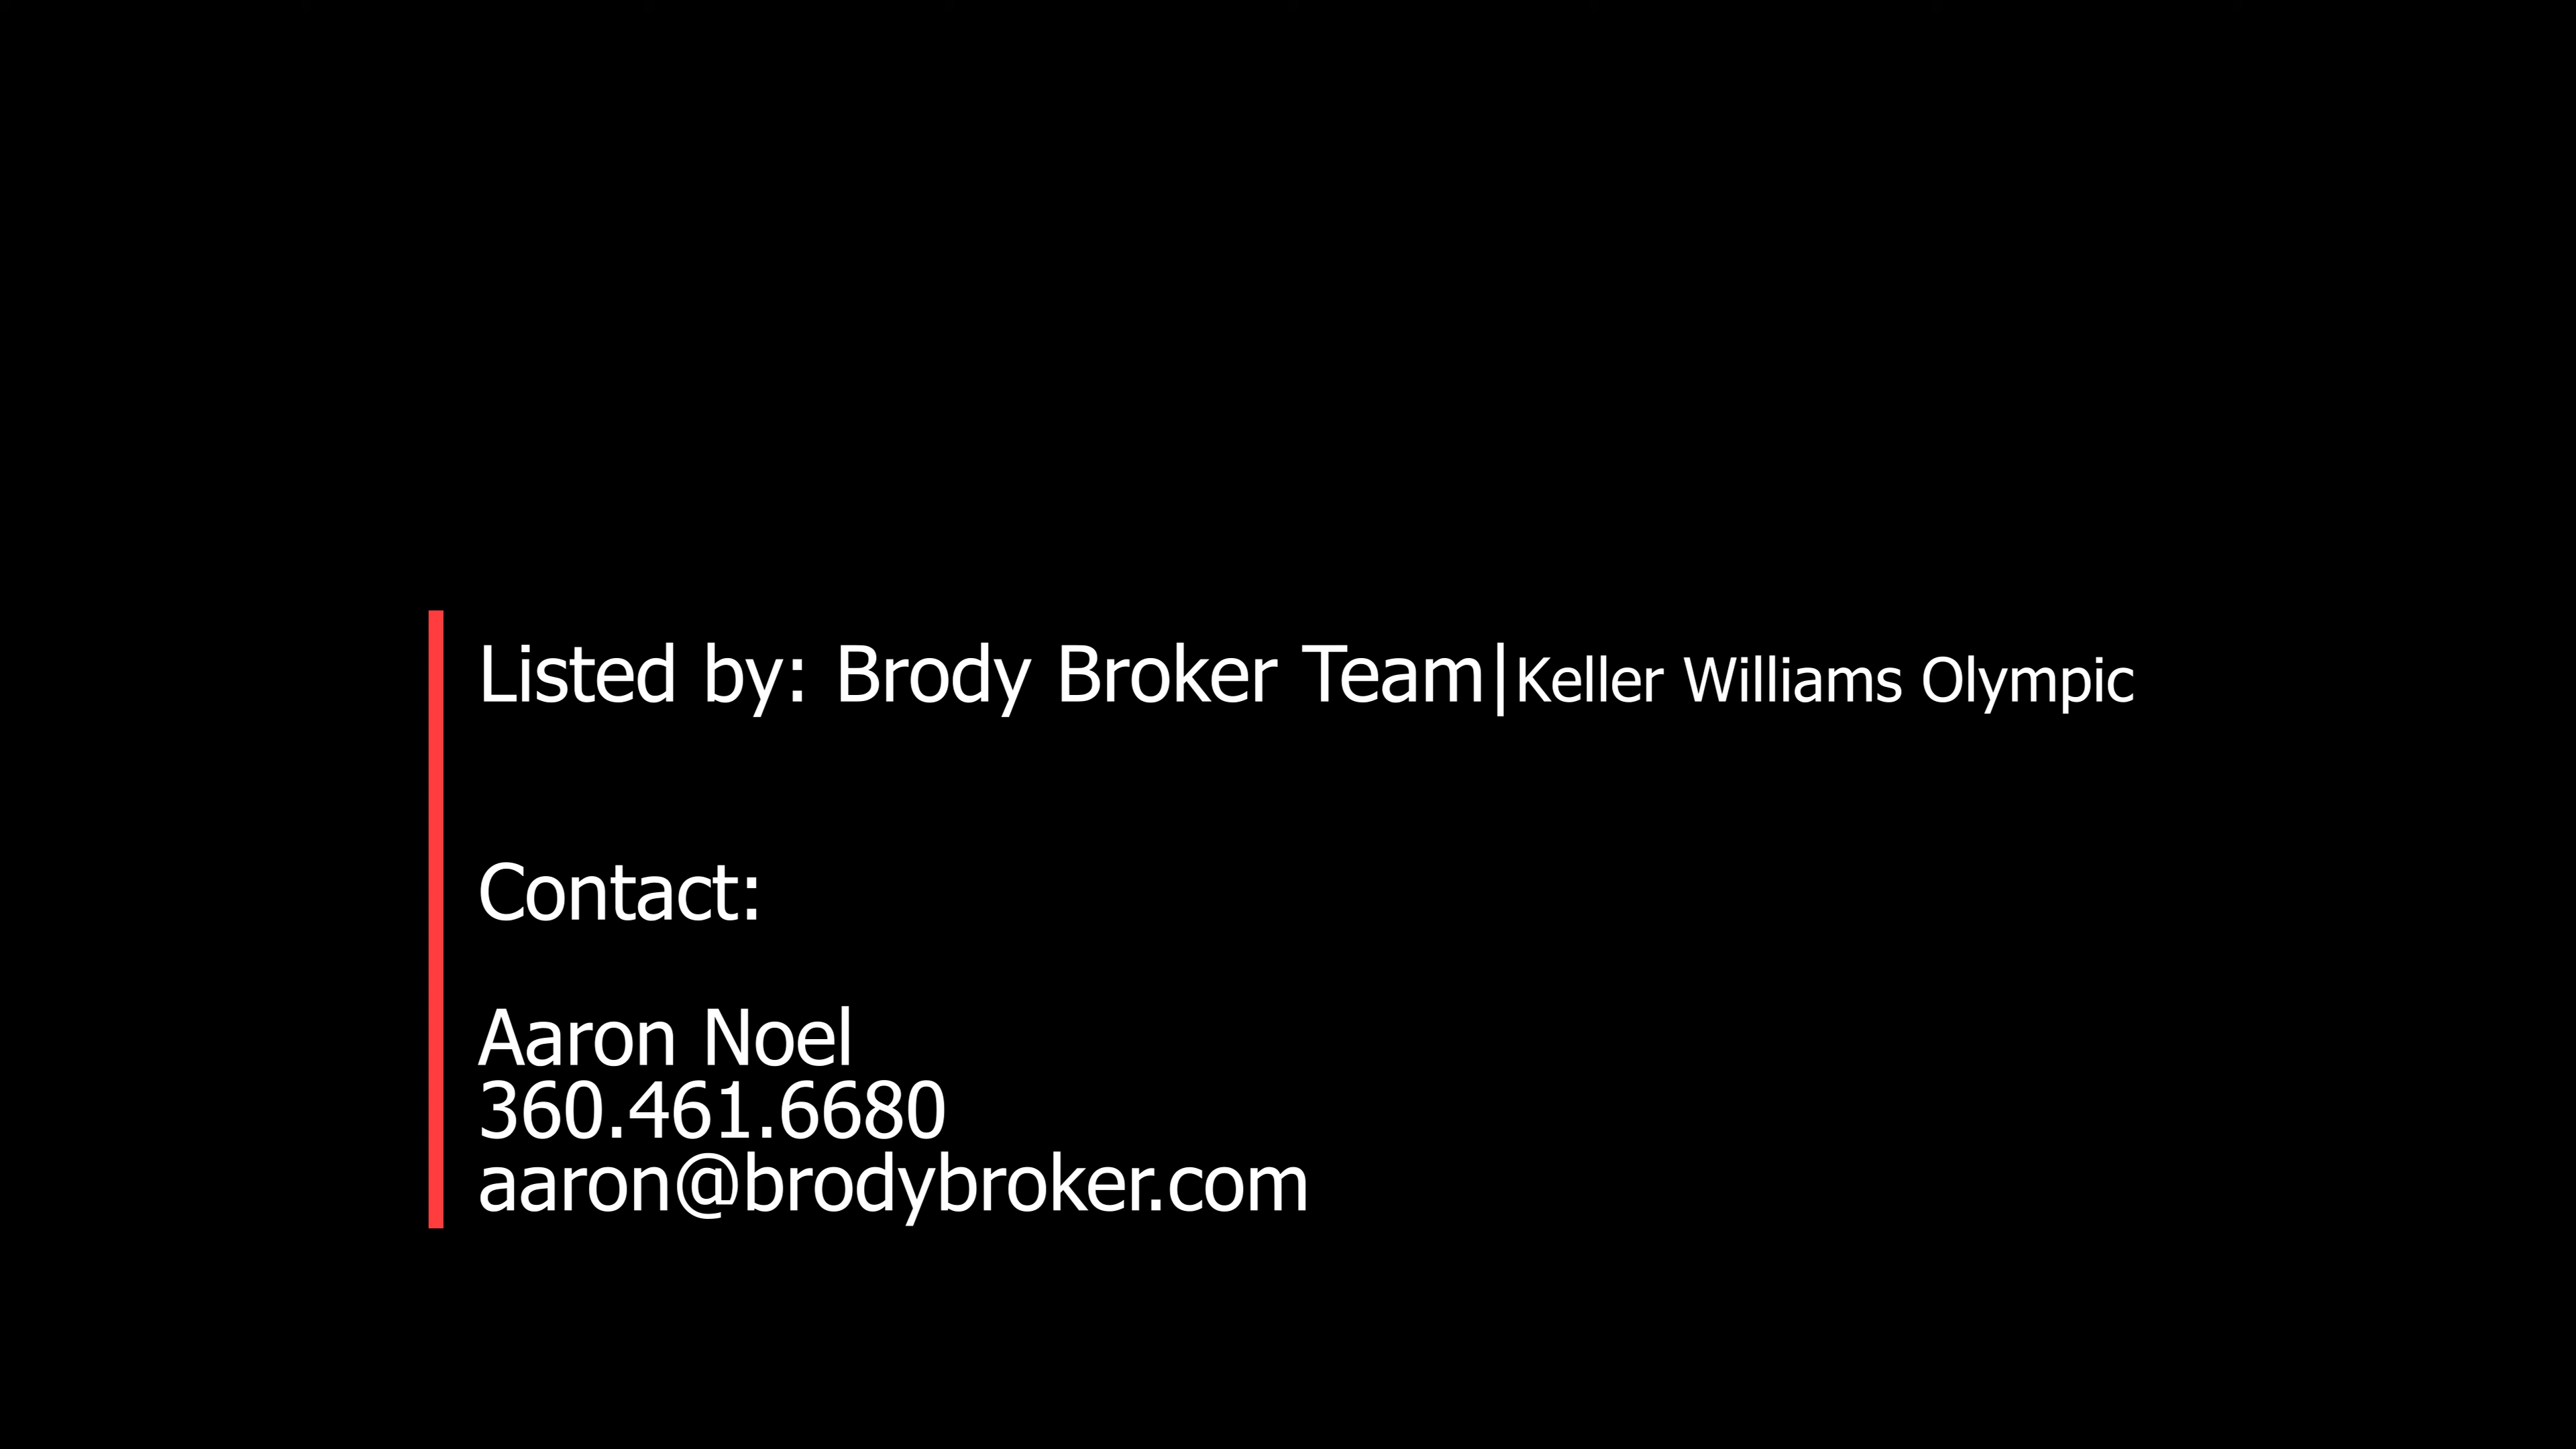 Listed by: Brody Broker Team|Keller Williams Olympic
Contact:
Aaron Noel
360.461.6680
aaron@brodybroker.com